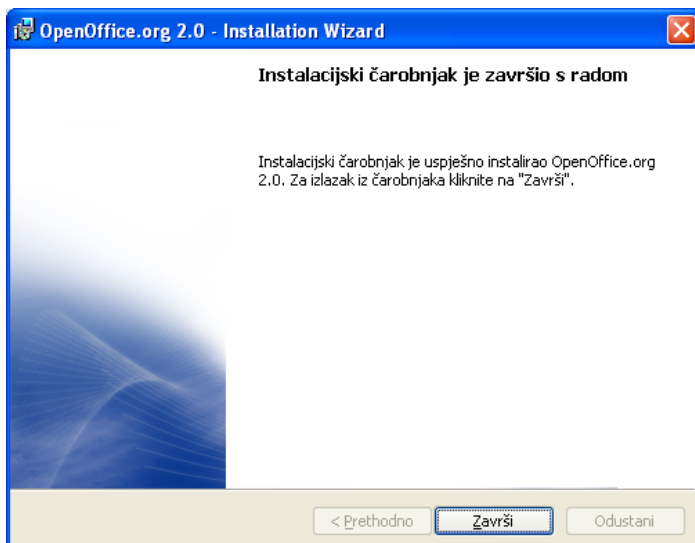 OpenOffice.org 2.0 - Installation Wizard
Instalacijski čarobnjak je završio s radom
Instalacijski čarobnjak je uspješno instalirao OpenOffice.org
2.0. Za izlazak iz čarobnjaka kliknite na "Završi".
< Prethodno
Završi
Odustani